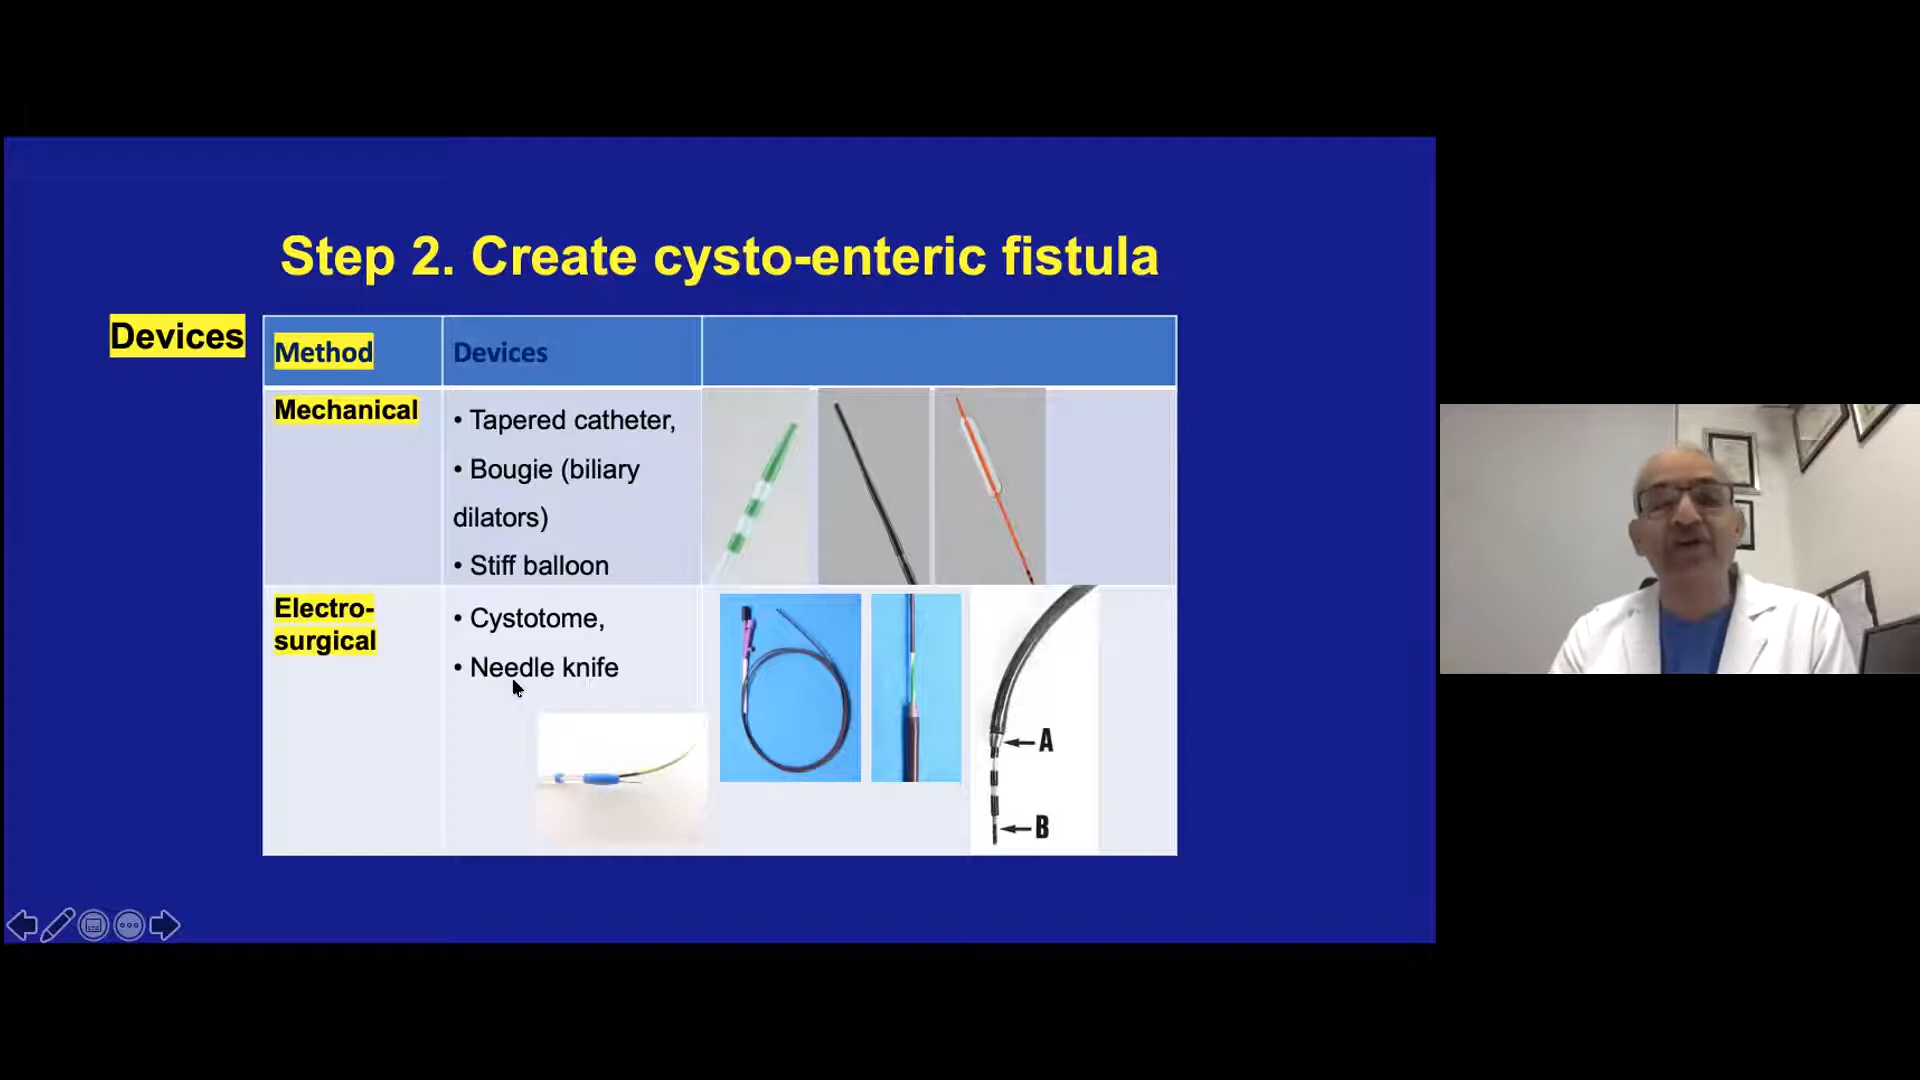 Step 2. Create cysto-enteric fistula
Devices
Method
Devices
Mechanical
• Tapered catheter,
• Bougie (biliary
dilators)
• Stiff balloon
Electro-
surgical
• Cystotome,
• Needle knife
A
B